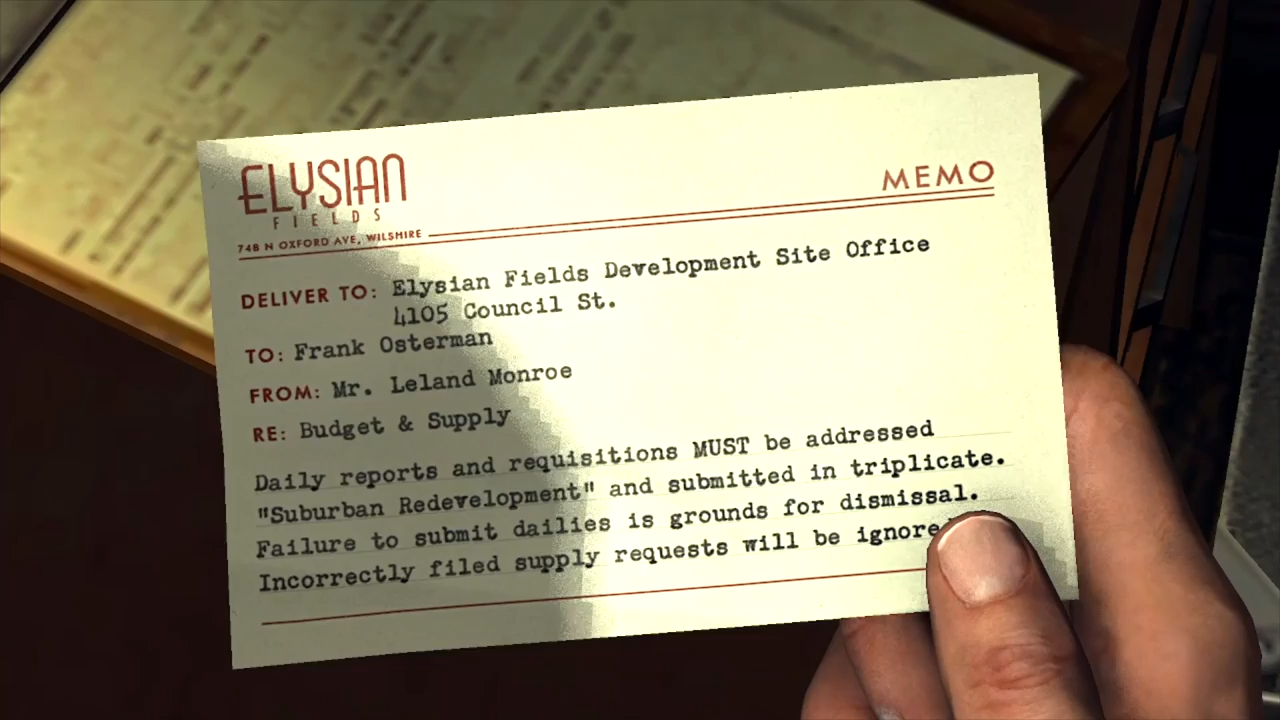 ELYSIAN
FIELDS
748 N OXFORD AVE, WILSHIRE
MEMO
DELIVER TO: Elysian Fields Development Site Office
4105 Council St.
TO: Frank Osterman
FROM: Mr. Leland Monroe
RE: Budget & Supply
Daily reports and requisitions MUST be addressed
"Suburban Redevelopment" and submitted in triplicate.
Failure to submit dailies is grounds for dismissal.
Incorrectly filed supply requests will be ignore